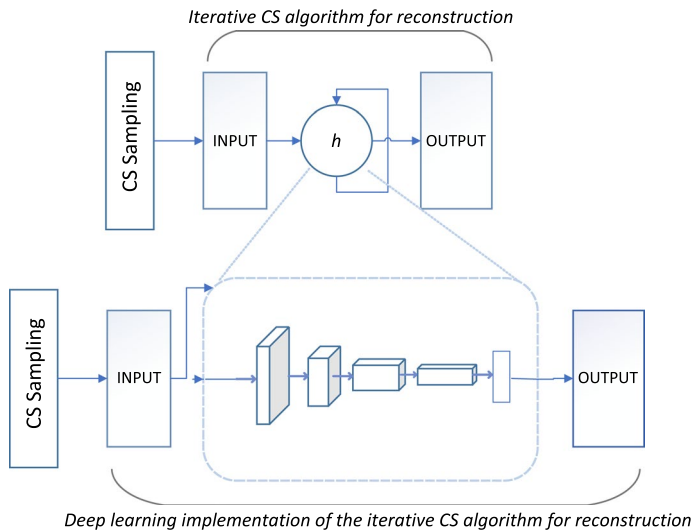 Iterative CS algorithm for reconstruction
CS Sampling
INPUT
h
OUTPUT
CS Sampling
INPUT
OUTPUT
Deep learning implementation of the iterative CS algorithm for reconstruction